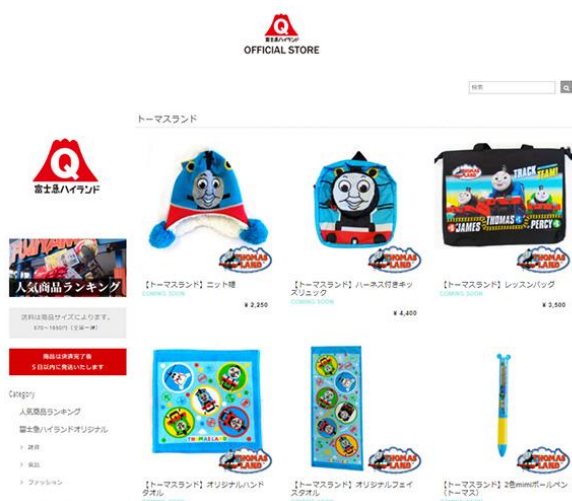 Q
富士急ハイランド
OFFICIAL STORE
検索
トーマスランド
Q
富士急ハイランド
人気商品ランキング
送料は商品サイズによります。
商品は決済完了後
５日以内に発送いたします
Category
人気商品ランキング
富士急ハイランドオリジナル
> 雑貨
> 食品
> ファッション
THOMAS LAND
【トーマスランド】ニット帽
COMING SOON
¥ 2,250
THOMAS LAND
【トーマスランド】ハーネス付きキッ
ズリュック
COMING SOON
¥ 4,400
TRACK
TEAM!
JAMES THOMAS PERCY
THOMAS LAND
【トーマスランド】レッスンバッグ
COMING SOON
¥ 3,500
THOMAS LAND
THOMAS LAND
【トーマスランド】オリジナルハンド
タオル
THOMAS LAND
【トーマスランド】オリジナルフェイ
スタオル
THOMAS LAND
【トーマスランド】2色mimiボールペン
（トーマス）